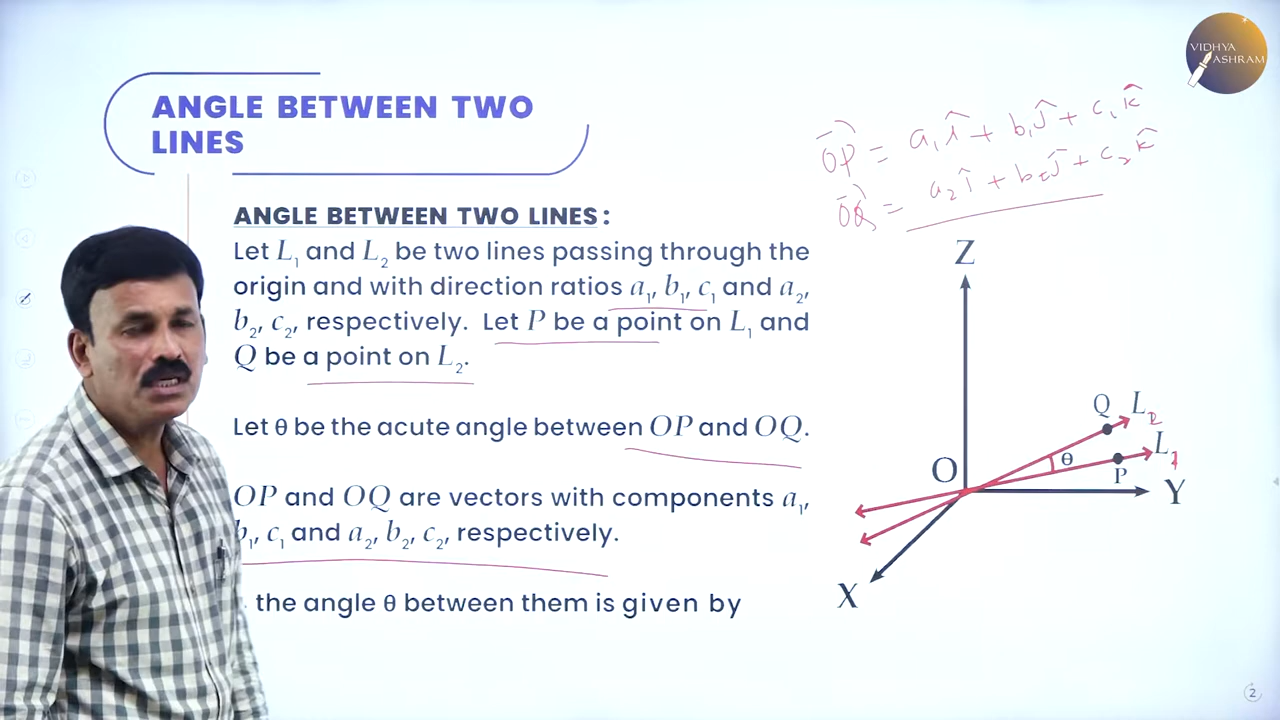 VIDHYA
ASHRAM
ANGLE BETWEEN TWO
LINES
OP = a₁î + b₁ĵ + c₁k̂
OQ = a₂î + b₂ĵ + c₂k̂
ANGLE BETWEEN TWO LINES:
Let L₁ and L₂ be two lines passing through the
origin and with direction ratios a₁, b₁, c₁ and a₂,
b₂, c₂, respectively. Let P be a point on L₁ and
Q be a point on L₂.
Let θ be the acute angle between OP and OQ.
OP and OQ are vectors with components a₁,
b₁, c₁ and a₂, b₂, c₂, respectively.
the angle θ between them is given by
Z
Q L₂
L₁
θ
P
O
Y
X
2